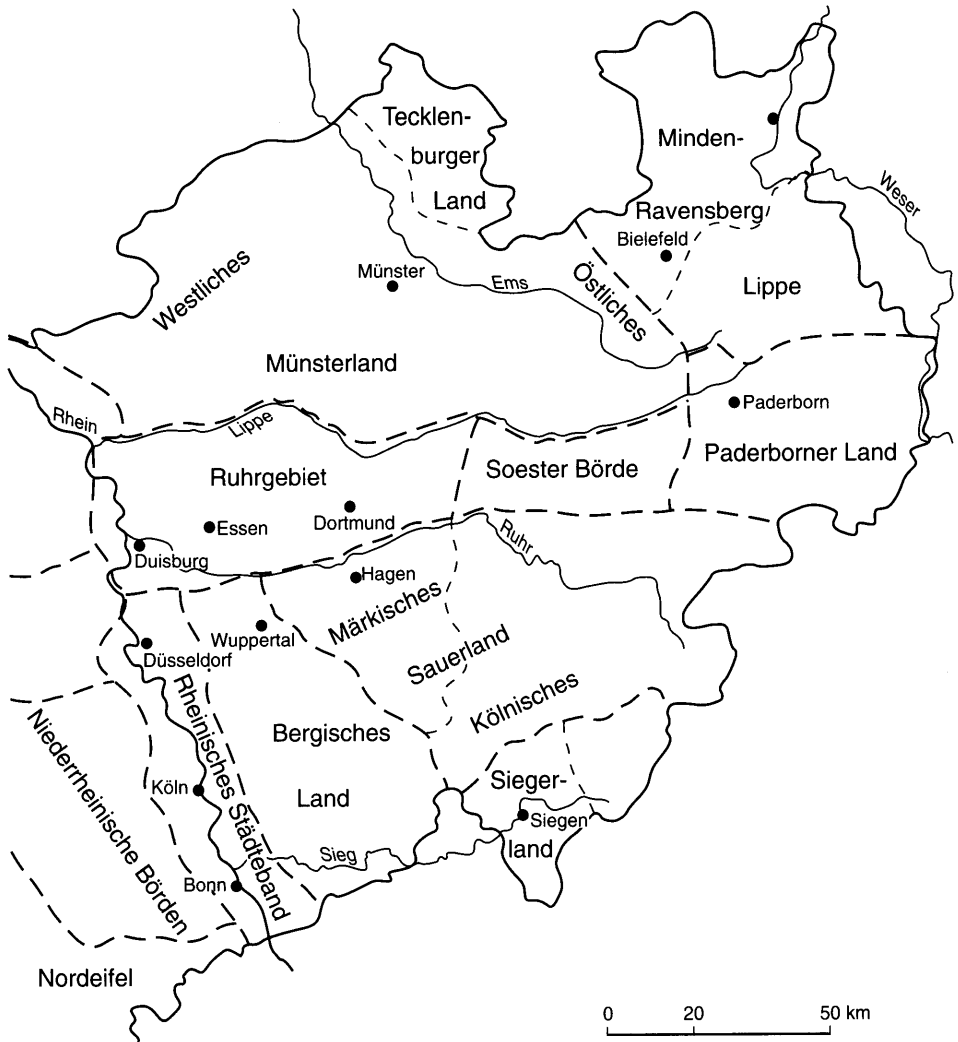 Tecklen-
burger
Land
Minden-
Ravensberg
Weser
Bielefeld
Münster
Ems
Östliches
Lippe
Westliches
Münsterland
Rhein
Lippe
Paderborn
Paderborner Land
Soester Börde
Ruhrgebiet
Essen
Dortmund
Ruhr
Duisburg
Hagen
Märkisches
Wuppertal
Düsseldorf
Sauerland
Kölnisches
Rheinisches Städteband
Bergisches
Land
Niederrheinische Börden
Köln
Sieger-
land
Siegen
Sieg
Bonn
Nordeifel
0 20 50 km